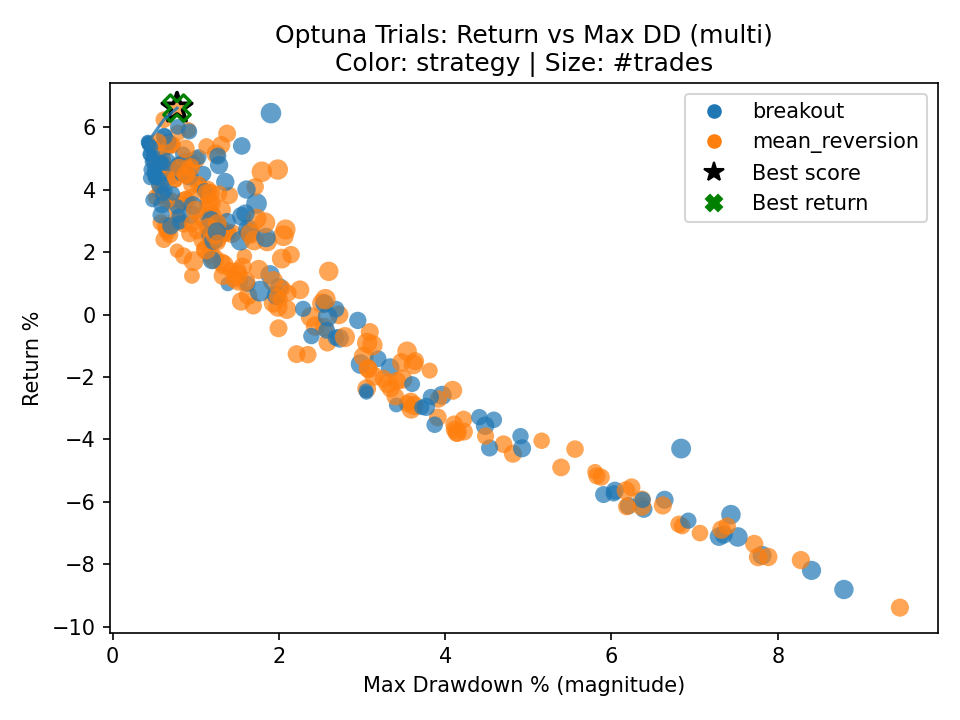 Optuna Trials: Return vs Max DD (multi)
Color: strategy | Size: #trades
breakout
mean_reversion
Best score
Best return
Return %
6
4
2
0
−2
−4
−6
−8
−10
0 2 4 6 8
Max Drawdown % (magnitude)